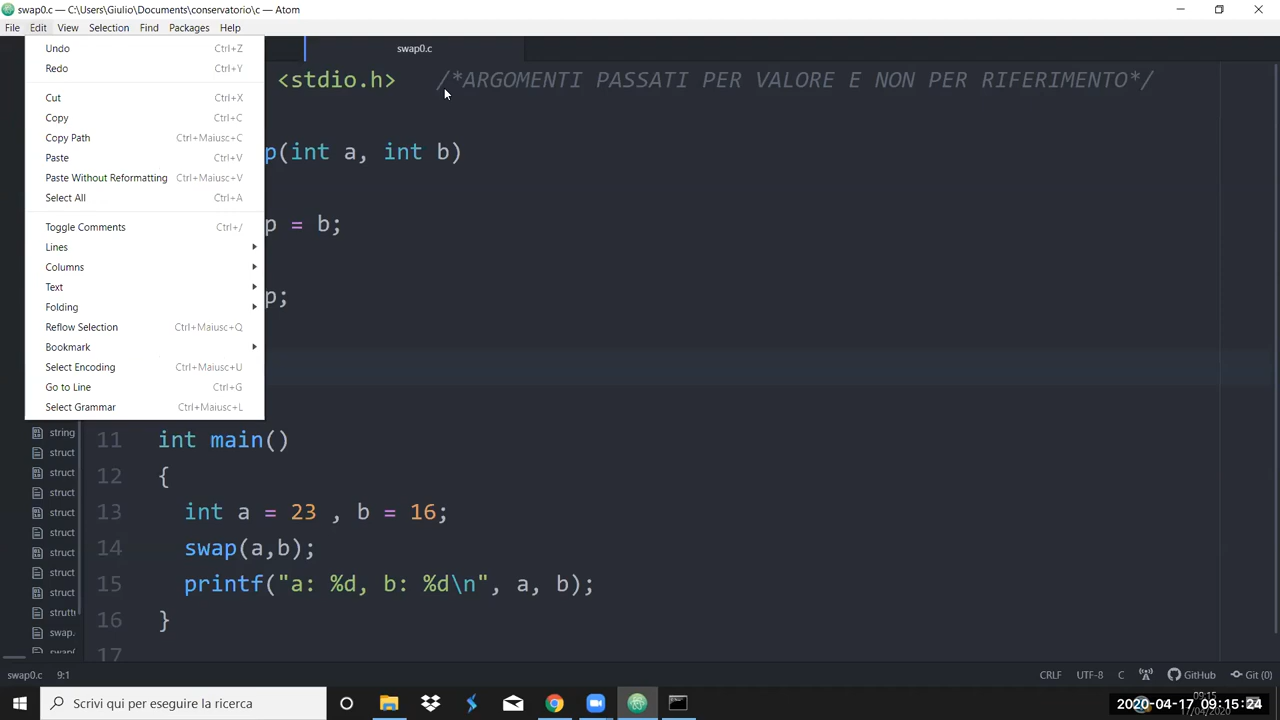 swap0.c — C:\Users\Giulio\Documents\conservatorio\c — Atom
File Edit View Selection Find Packages Help
Undo Ctrl+Z
Redo Ctrl+Y
Cut Ctrl+X
Copy Ctrl+C
Copy Path Ctrl+Maiusc+C
Paste Ctrl+V
Paste Without Reformatting Ctrl+Maiusc+V
Select All Ctrl+A
Toggle Comments Ctrl+/
Lines
Columns
Text
Folding
Reflow Selection Ctrl+Maiusc+Q
Bookmark
Select Encoding Ctrl+Maiusc+U
Go to Line Ctrl+G
Select Grammar Ctrl+Maiusc+L
string
struct
struct
struct
struct
struct
struct
struct
struct
swap.
swap0.c
<stdio.h> /*ARGOMENTI PASSATI PER VALORE E NON PER RIFERIMENTO*/
p(int a, int b)
p = b;
p;
11 int main()
12 {
13 int a = 23 , b = 16;
14 swap(a,b);
15 printf("a: %d, b: %d\n", a, b);
16 }
17
swap0.c 9:1 CRLF UTF-8 C GitHub Git (0)
Scrivi qui per eseguire la ricerca
09:15
17/04/2020
2020-04-17 09:15:24